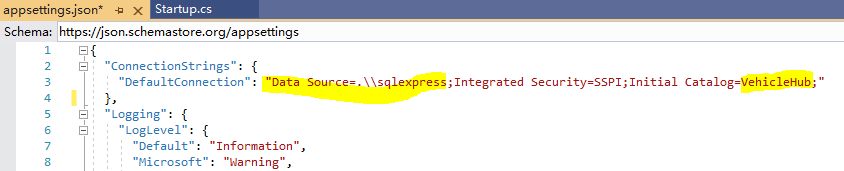 appsettings.json* Startup.cs
Schema: https://json.schemastore.org/appsettings
1 {
2 "ConnectionStrings": {
3 "DefaultConnection": "Data Source=.\\sqlexpress;Integrated Security=SSPI;Initial Catalog=VehicleHub;"
4 },
5 "Logging": {
6 "LogLevel": {
7 "Default": "Information",
8 "Microsoft": "Warning",